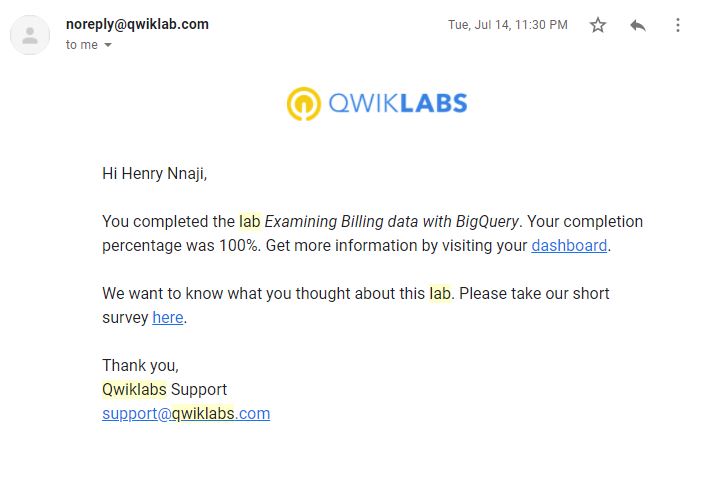 noreply@qwiklab.com
Tue, Jul 14, 11:30 PM
to me
QWIKLABS
Hi Henry Nnaji,
You completed the lab Examining Billing data with BigQuery. Your completion
percentage was 100%. Get more information by visiting your dashboard.
We want to know what you thought about this lab. Please take our short
survey here.
Thank you,
Qwiklabs Support
support@qwiklabs.com